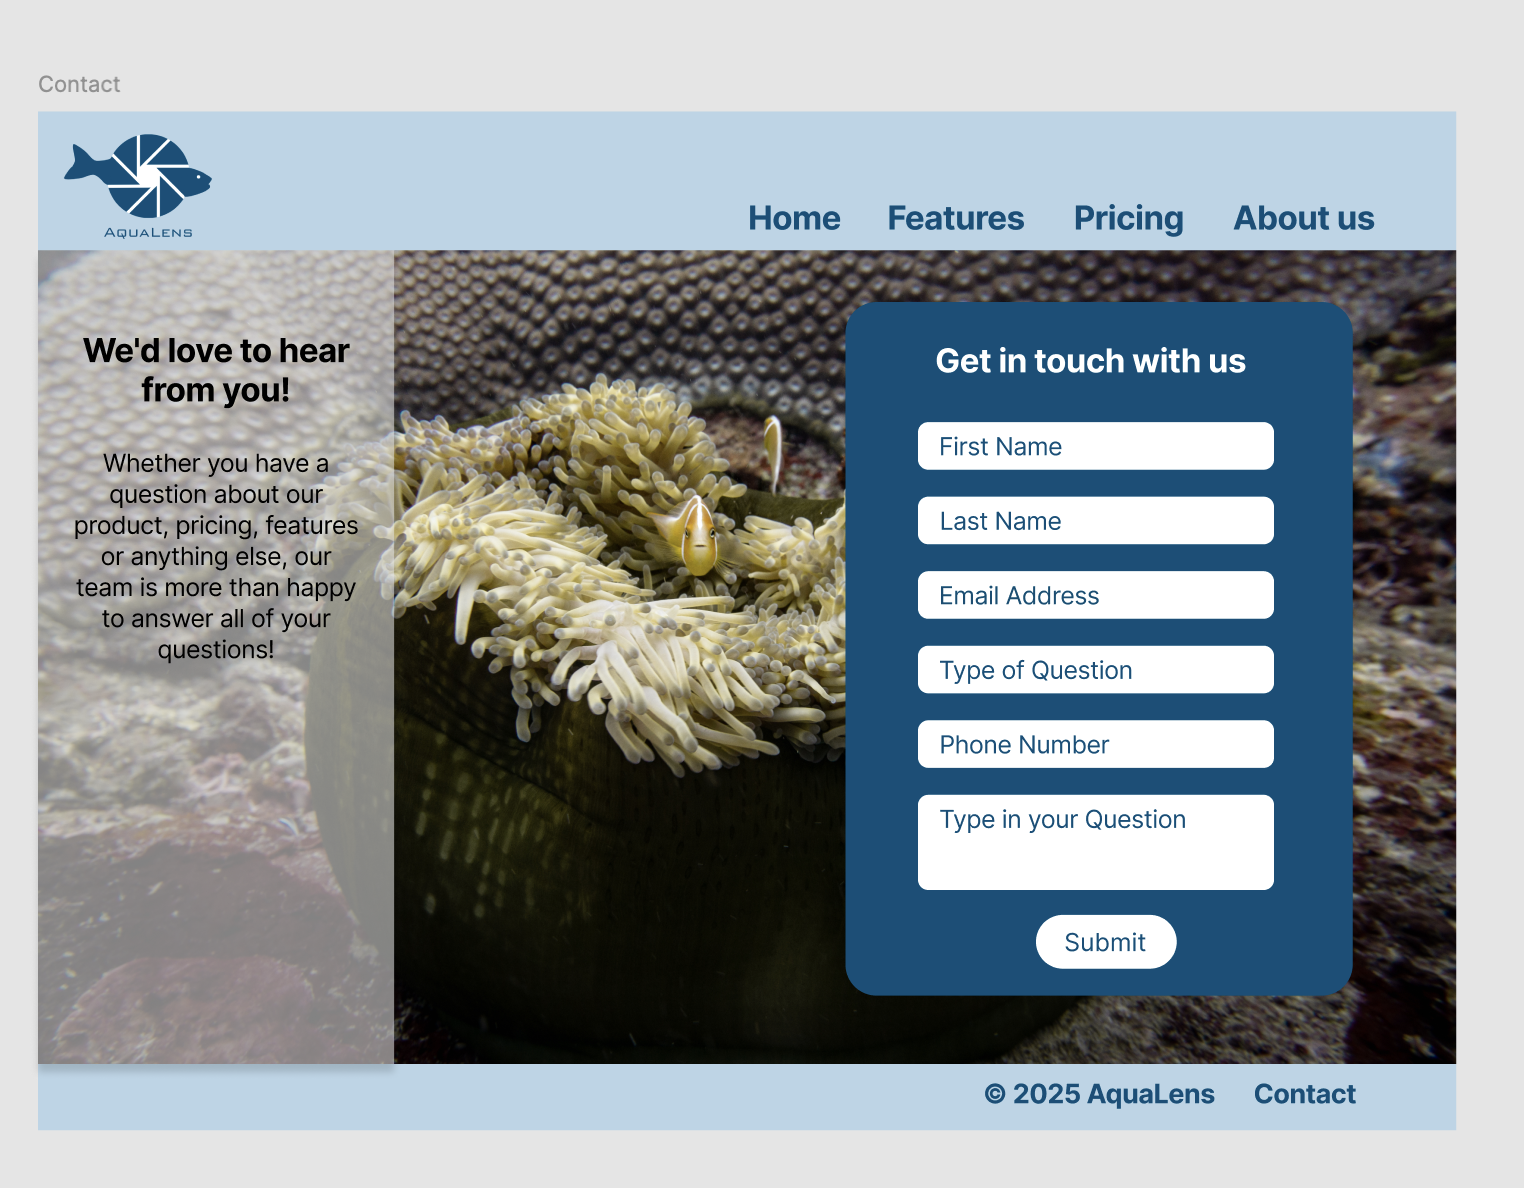 Contact
AQUALENS
Home Features Pricing About us
We'd love to hear
from you!
Whether you have a
question about our
product, pricing, features
or anything else, our
team is more than happy
to answer all of your
questions!
Get in touch with us
First Name
Last Name
Email Address
Type of Question
Phone Number
Type in your Question
Submit
© 2025 AquaLens Contact